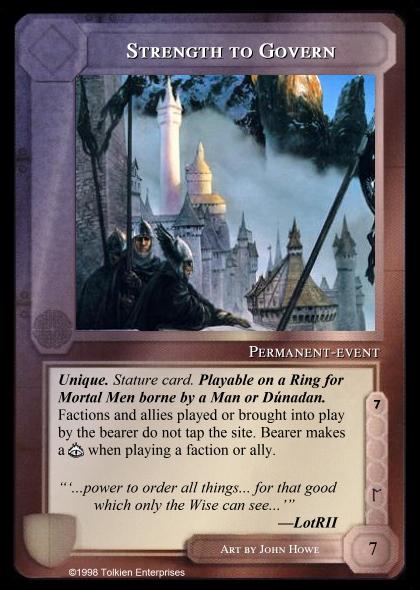 STRENGTH TO GOVERN
PERMANENT-EVENT
Unique. Stature card. Playable on a Ring for
Mortal Men borne by a Man or Dúnadan.
Factions and allies played or brought into play
by the bearer do not tap the site. Bearer makes
a when playing a faction or ally.
7
“‘...power to order all things... for that good
which only the Wise can see...’”
—LotRII
ART BY JOHN HOWE
7
©1998 Tolkien Enterprises